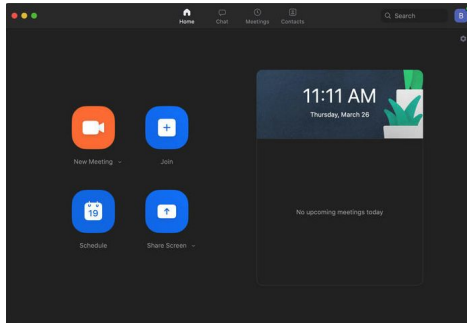 Home
Chat
Meetings
Contacts
Search
B
11:11 AM
Thursday, March 26
New Meeting
Join
19
Schedule
Share Screen
No upcoming meetings today